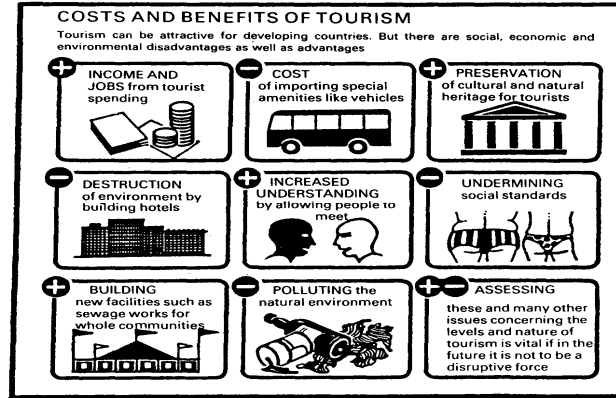 COSTS AND BENEFITS OF TOURISM
Tourism can be attractive for developing countries. But there are social, economic and
environmental disadvantages as well as advantages
+
INCOME AND
JOBS from tourist
spending
−
COST
of importing special
amenities like vehicles
+
PRESERVATION
of cultural and natural
heritage for tourists
−
DESTRUCTION
of environment by
building hotels
+
INCREASED
UNDERSTANDING
by allowing people to
meet
−
UNDERMINING
social standards
+
BUILDING
new facilities such as
sewage works for
whole communities
−
POLLUTING the
natural environment
+ −
ASSESSING
these and many other
issues concerning the
levels and nature of
tourism is vital if in the
future it is not to be a
disruptive force